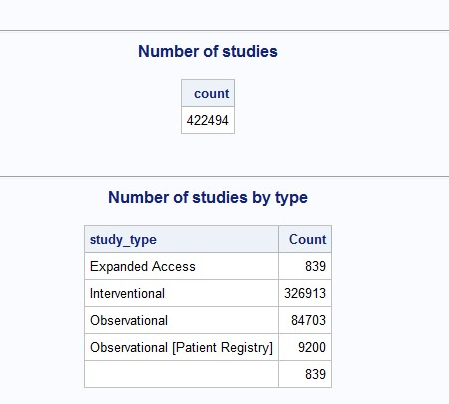 Number of studies
count
422494
Number of studies by type
study_type Count
Expanded Access 839
Interventional 326913
Observational 84703
Observational [Patient Registry] 9200
839